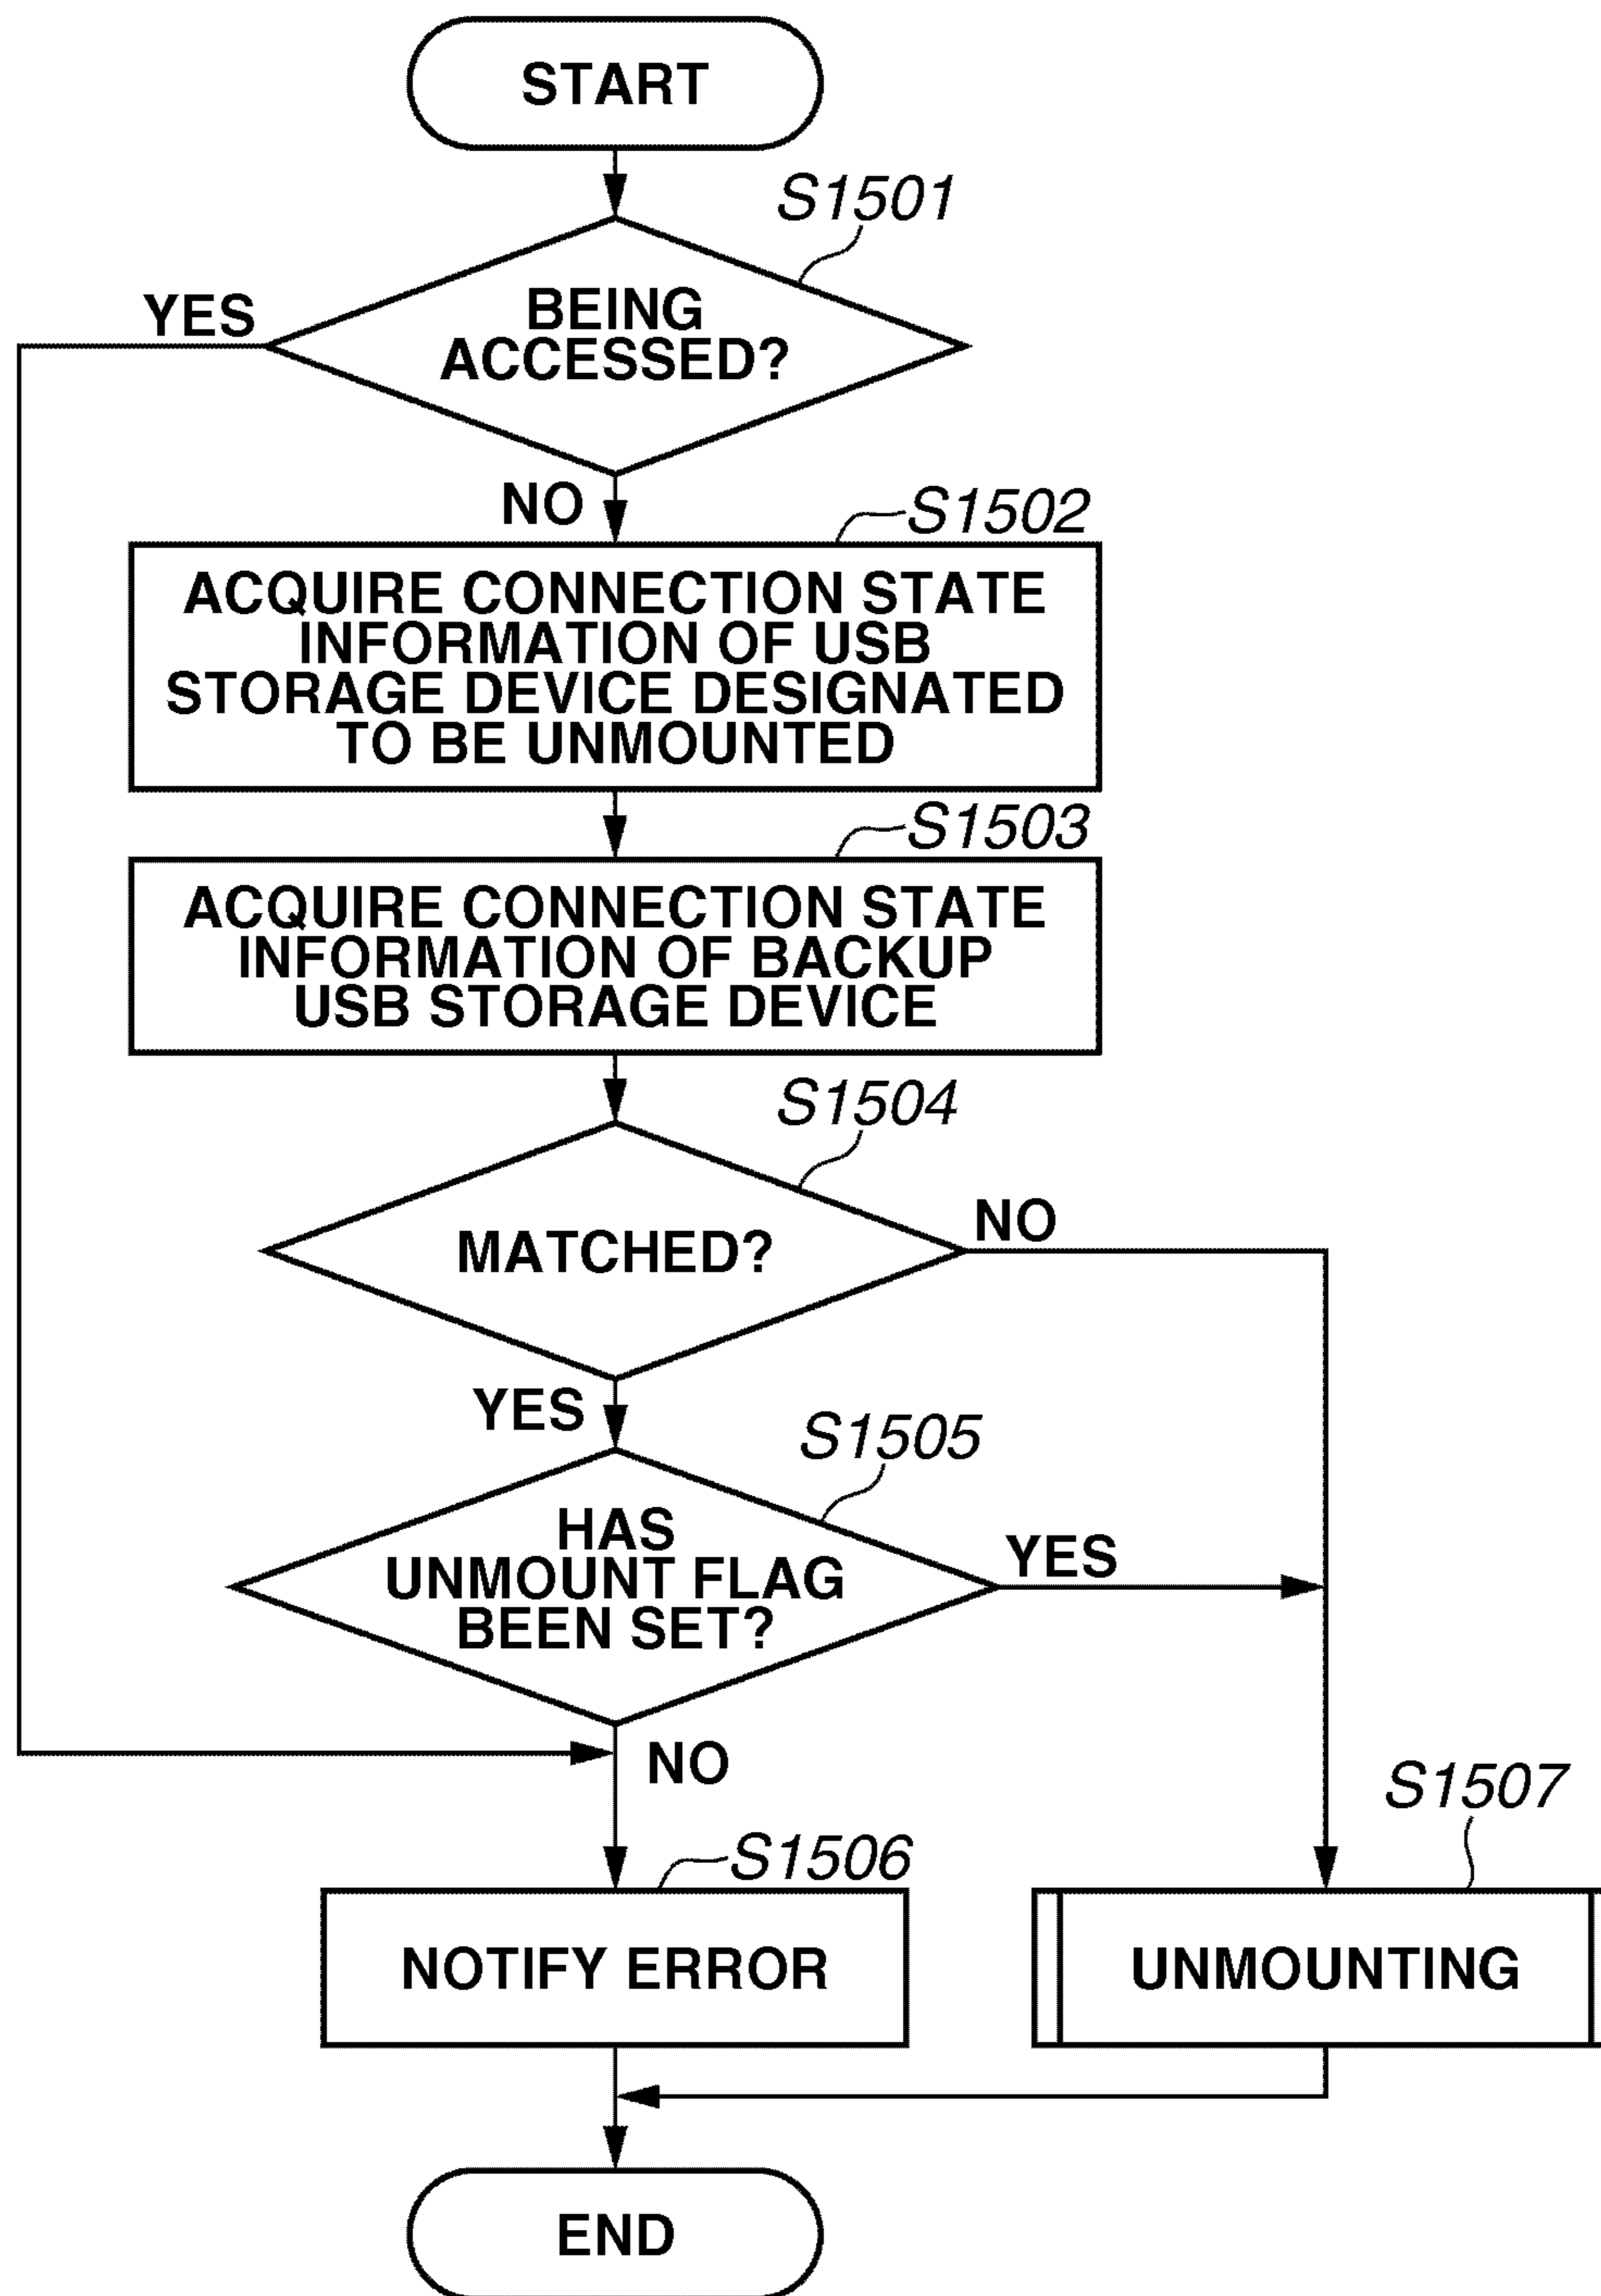 START
S1501
YES
BEING
ACCESSED?
NO
S1502
ACQUIRE CONNECTION STATE
INFORMATION OF USB
STORAGE DEVICE DESIGNATED
TO BE UNMOUNTED
S1503
ACQUIRE CONNECTION STATE
INFORMATION OF BACKUP
USB STORAGE DEVICE
S1504
MATCHED?
NO
YES
S1505
HAS
UNMOUNT FLAG
BEEN SET?
YES
NO
S1506
S1507
NOTIFY ERROR
UNMOUNTING
END